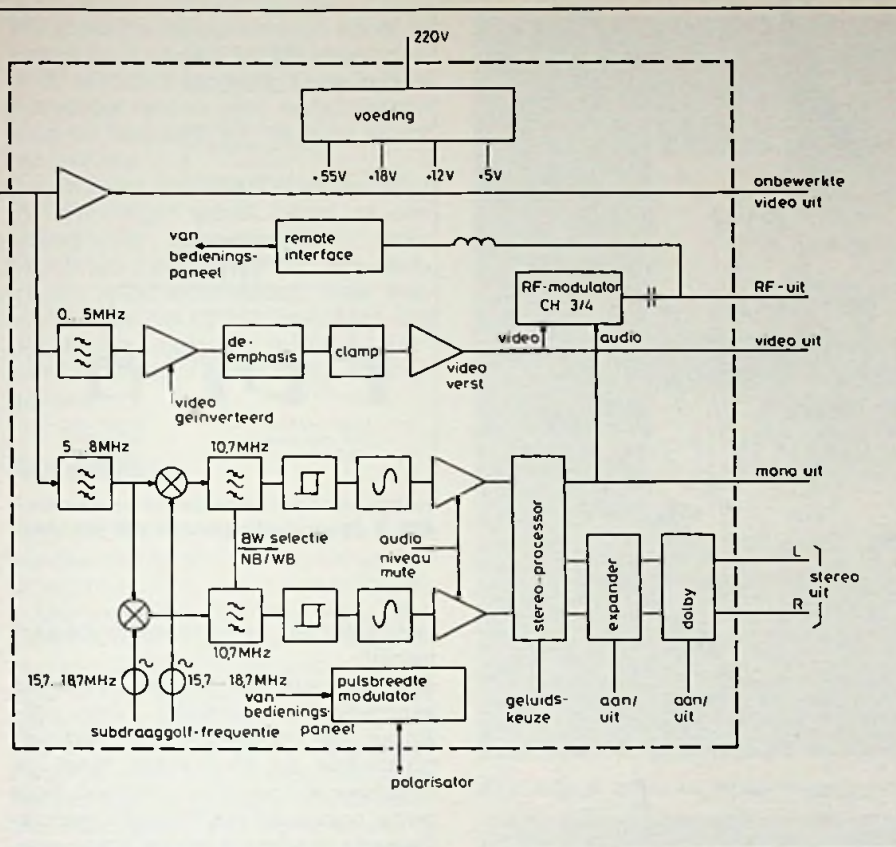 220V
voeding
+55V +18V +12V +5V
onbewerkte
video uit
van
bedienings-
paneel
remote
interface
RF-modulator
CH 3/4
RF-uit
0...5MHz
de-
emphasis
clamp
video
audio
video uit
video
verst
video
geinverteerd
5...8MHz
10,7MHz
mono uit
BW selectie
NB/WB
audio
niveau
mute
stereo-processor
expander
dolby
L
stereo
uit
R
10,7MHz
15,7...18,7MHz
15,7...18,7MHz
van
bedienings-
paneel
pulsbreedte
modulator
geluids-
keuze
aan/
uit
aan/
uit
subdraaggolf-frequentie
polarisator